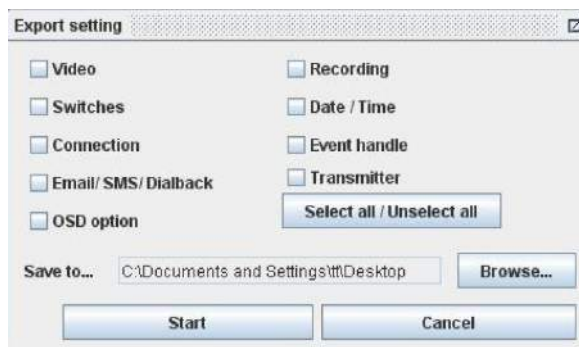 Export setting
Video
Recording
Switches
Date / Time
Connection
Event handle
Email/ SMS/ Dialback
Transmitter
OSD option
Select all / Unselect all
Save to... C:\Documents and Settings\tt\Desktop Browse...
Start Cancel